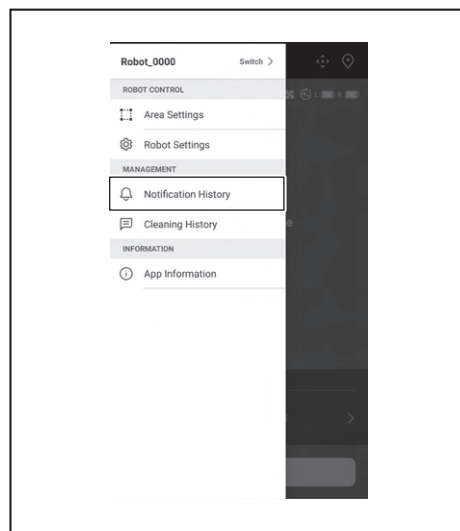 Robot_0000 Switch >
ROBOT CONTROL
Area Settings
Robot Settings
MANAGEMENT
Notification History
Cleaning History
INFORMATION
App Information
e